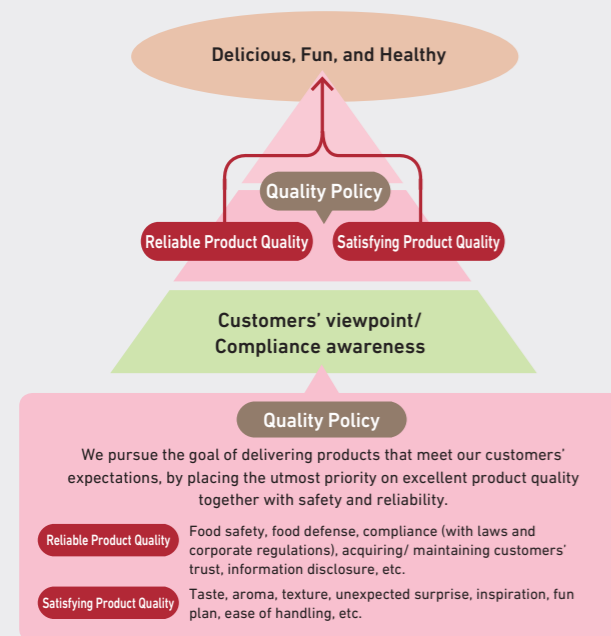 Delicious, Fun, and Healthy
Quality Policy
Reliable Product Quality
Satisfying Product Quality
Customers' viewpoint/
Compliance awareness
Quality Policy
We pursue the goal of delivering products that meet our customers'
expectations, by placing the utmost priority on excellent product quality
together with safety and reliability.
Reliable Product Quality
Food safety, food defense, compliance (with laws and
corporate regulations), acquiring/ maintaining customers'
trust, information disclosure, etc.
Satisfying Product Quality
Taste, aroma, texture, unexpected surprise, inspiration, fun
plan, ease of handling, etc.